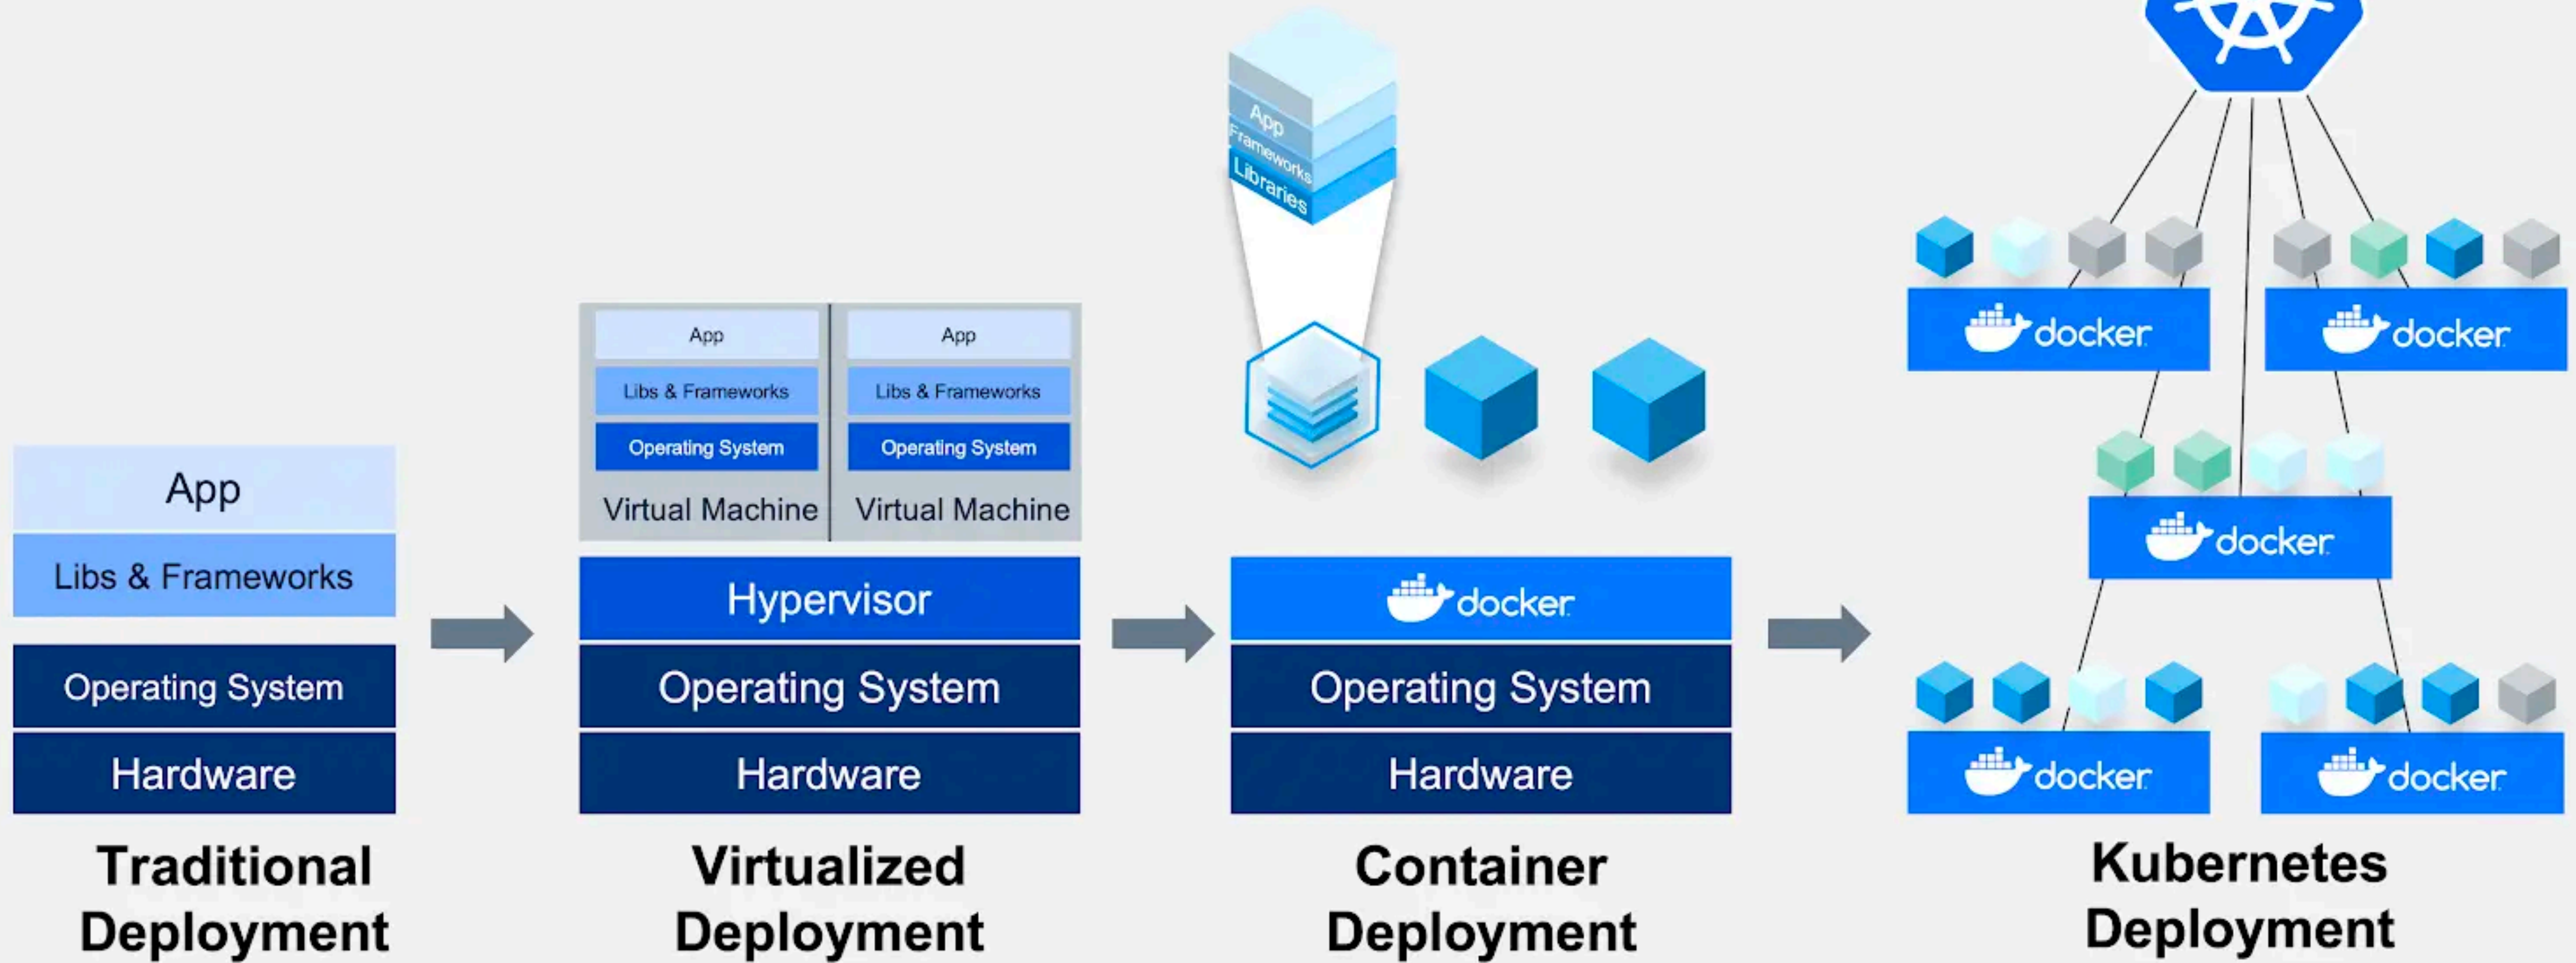 App
Libs & Frameworks
Operating System
Hardware
Traditional
Deployment
App
Libs & Frameworks
Operating System
Virtual Machine
App
Libs & Frameworks
Operating System
Virtual Machine
Hypervisor
Operating System
Hardware
Virtualized
Deployment
App
Frameworks
Libraries
docker
Operating System
Hardware
Container
Deployment
docker
docker
docker
docker
docker
Kubernetes
Deployment